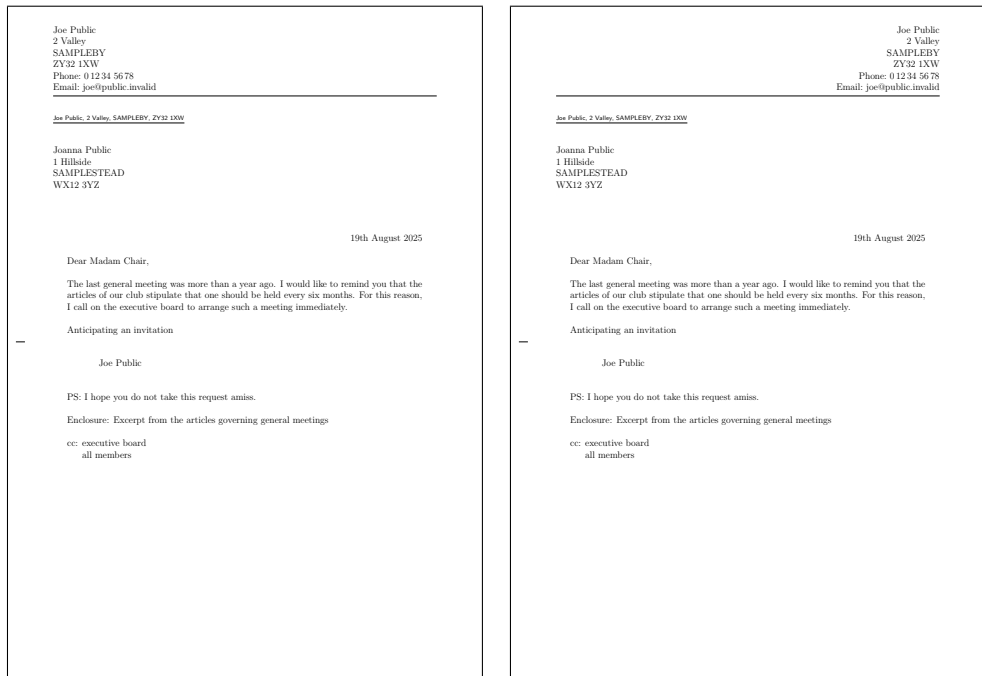 Joe Public
2 Valley
SAMPLEBY
ZY32 1XW
Phone: 0 12 34 56 78
Email: joe@public.invalid
Joe Public, 2 Valley, SAMPLEBY, ZY32 1XW
Joanna Public
1 Hillside
SAMPLESTEAD
WX12 3YZ
19th August 2025
Dear Madam Chair,
The last general meeting was more than a year ago. I would like to remind you that the
articles of our club stipulate that one should be held every six months. For this reason,
I call on the executive board to arrange such a meeting immediately.
Anticipating an invitation
Joe Public
PS: I hope you do not take this request amiss.
Enclosure: Excerpt from the articles governing general meetings
cc: executive board
all members
Joe Public
2 Valley
SAMPLEBY
ZY32 1XW
Phone: 0 12 34 56 78
Email: joe@public.invalid
Joe Public, 2 Valley, SAMPLEBY, ZY32 1XW
Joanna Public
1 Hillside
SAMPLESTEAD
WX12 3YZ
19th August 2025
Dear Madam Chair,
The last general meeting was more than a year ago. I would like to remind you that the
articles of our club stipulate that one should be held every six months. For this reason,
I call on the executive board to arrange such a meeting immediately.
Anticipating an invitation
Joe Public
PS: I hope you do not take this request amiss.
Enclosure: Excerpt from the articles governing general meetings
cc: executive board
all members